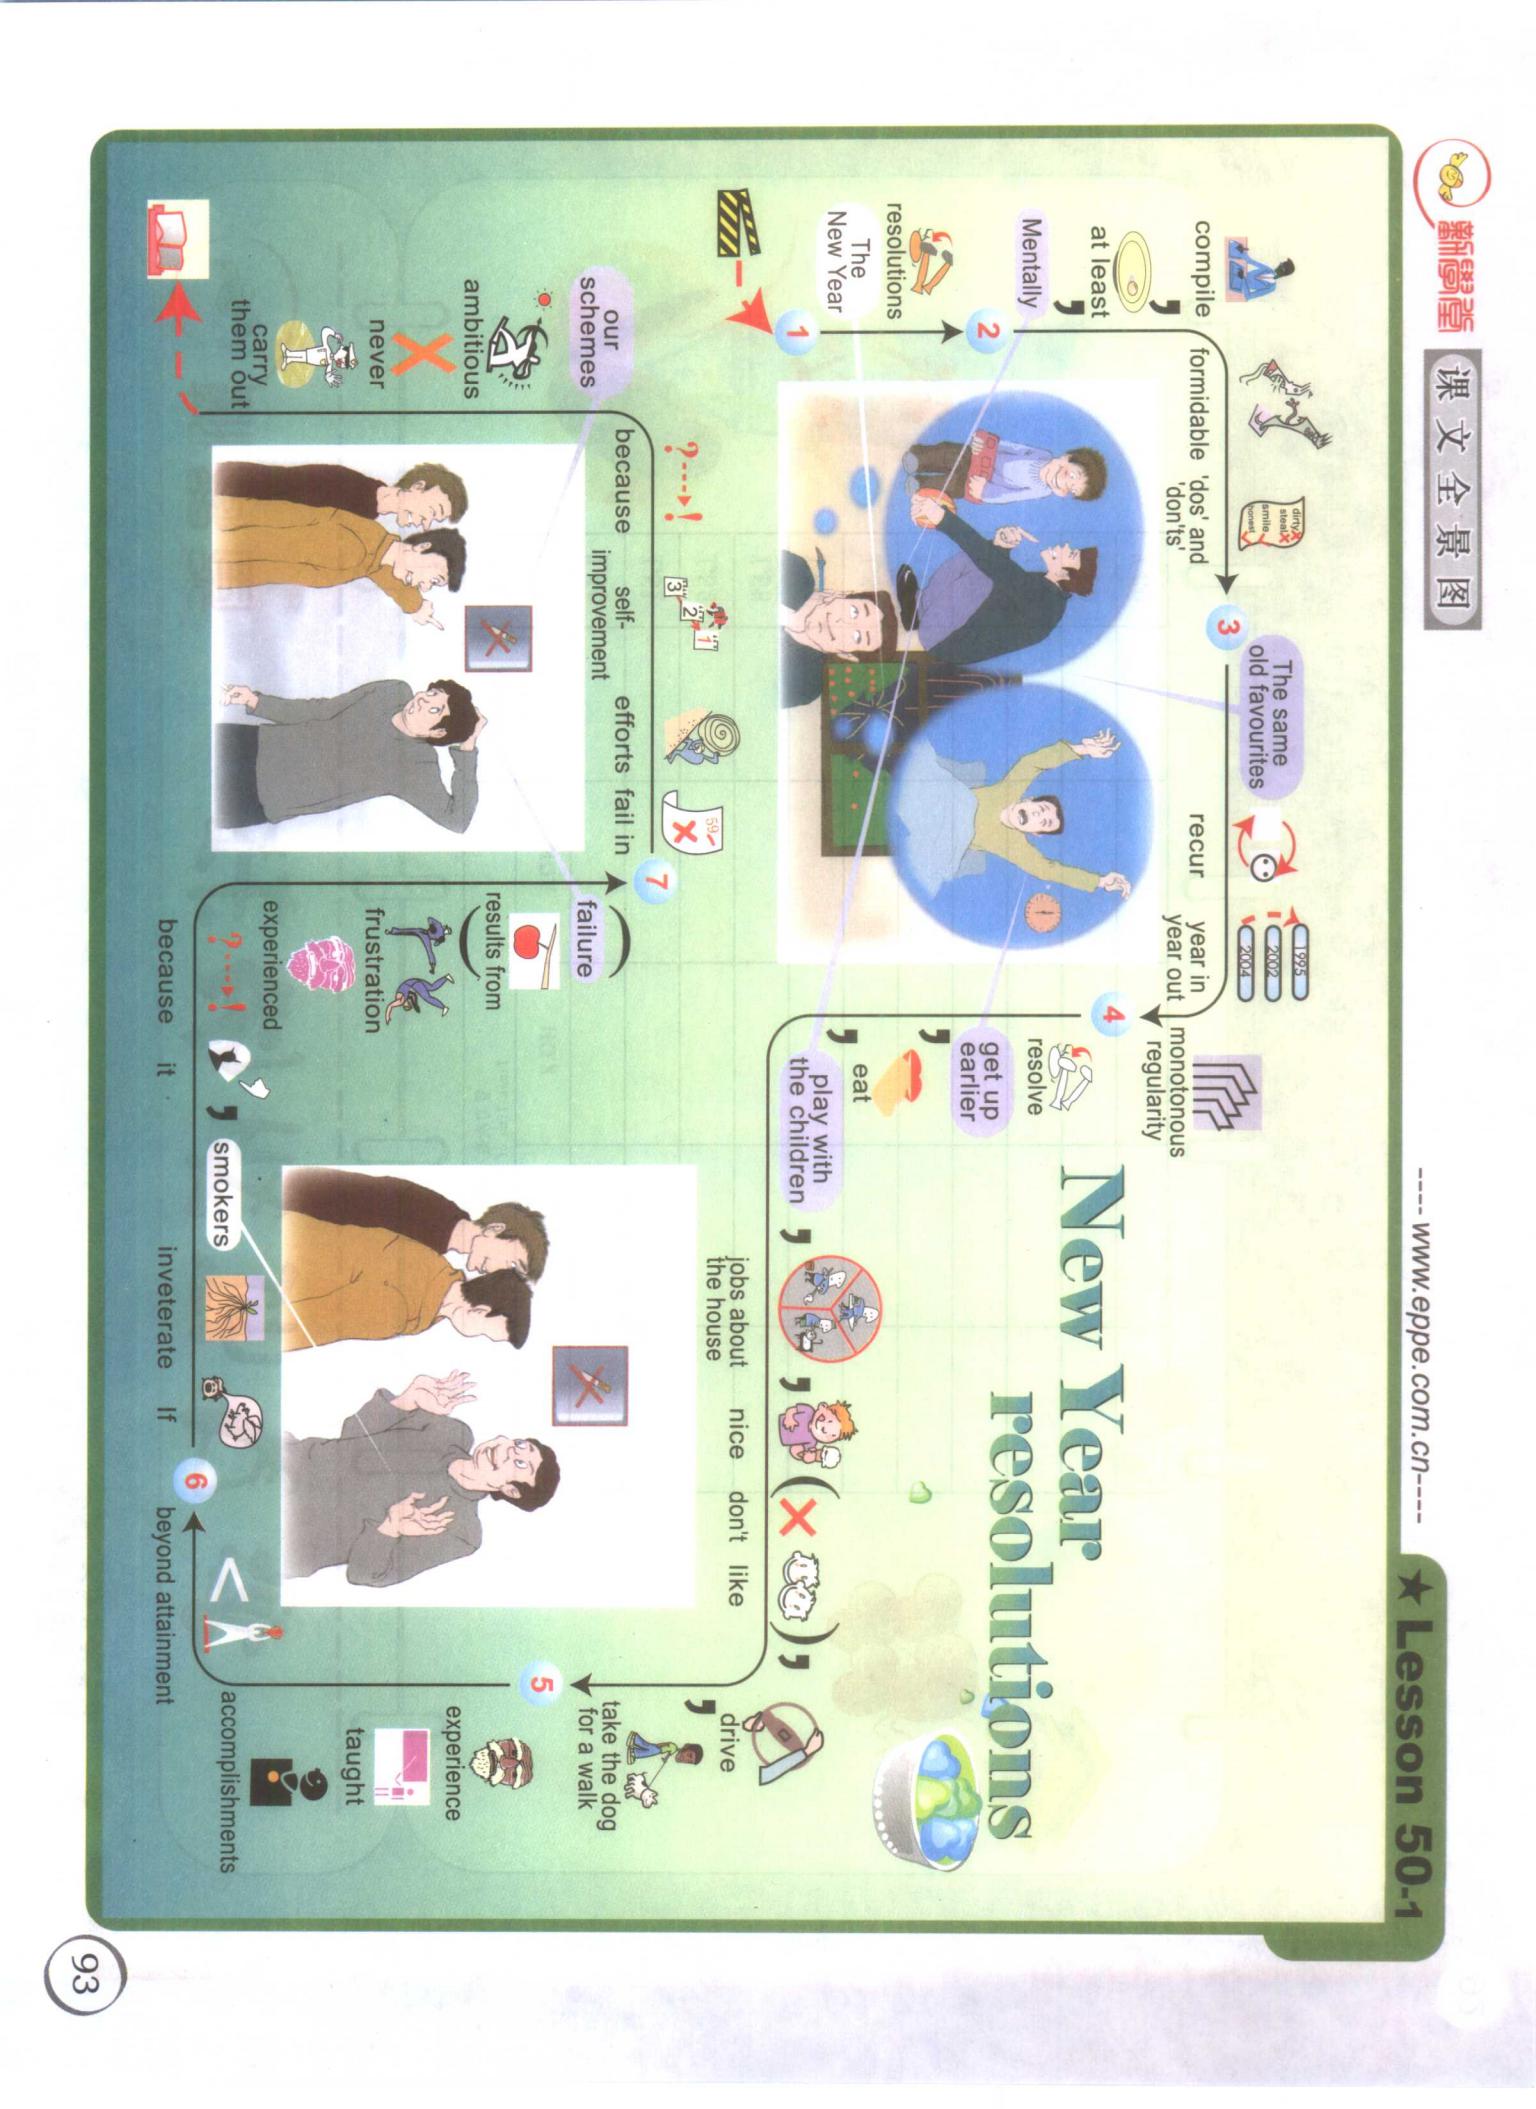 新學堂
课文全景图
----www.eppe.com.cn----
★ Lesson 50-1
New Year
resolutions
The
New Year
resolutions
1
2
Mentally
,
at least
,
compile
formidable
'dos' and
'don'ts'
dirty
steal
smile
honest
3
The same
old favourites
recur
year in
year out
1995
2002
2004
monotonous
regularity
4
resolve
get up
earlier
,
eat
,
play with
the children
,
jobs about
the house
,
nice
(
don't
like
)
,
drive
,
take the dog
for a walk
5
experience
taught
accomplishments
beyond attainment
<
6
If
inveterate
smokers
,
it
because
? ---- !
experienced
frustration
(
results from
failure
)
7
fail in
59
efforts
self-
improvement
3
2
1
because
? --- !
our
schemes
ambitious
never
carry
them out
93